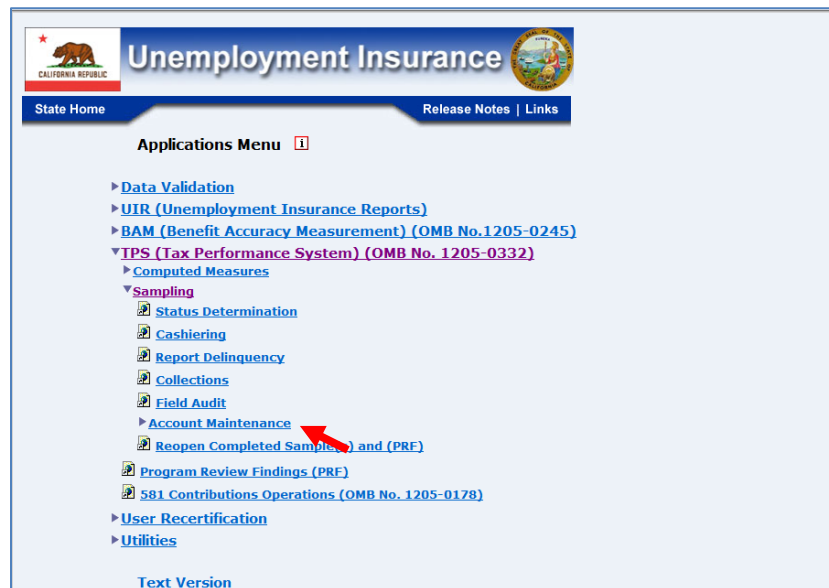 CALIFORNIA REPUBLIC
Unemployment Insurance
State Home
Release Notes | Links
Applications Menu i
Data Validation
UIR (Unemployment Insurance Reports)
BAM (Benefit Accuracy Measurement) (OMB No.1205-0245)
TPS (Tax Performance System) (OMB No. 1205-0332)
Computed Measures
Sampling
Status Determination
Cashiering
Report Delinquency
Collections
Field Audit
Account Maintenance
Reopen Completed and (PRF)
Program Review Findings (PRF)
581 Contributions Operations (OMB No. 1205-0178)
User Recertification
Utilities
Text Version